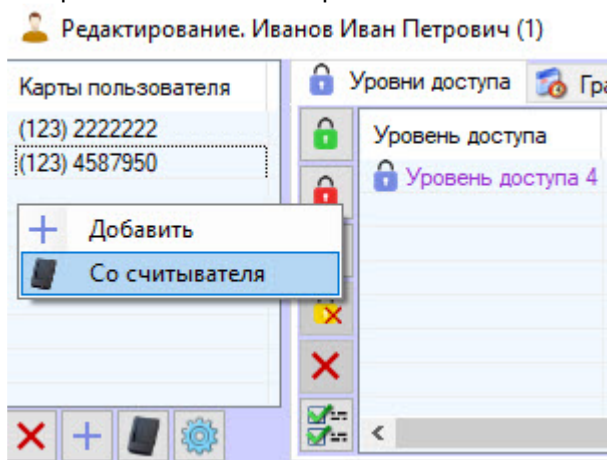 Редактирование. Иванов Иван Петрович (1)
Карты пользователя
Уровни доступа
(123) 2222222
(123) 4587950
Уровень доступа
Уровень доступа 4
Добавить
Со считывателя